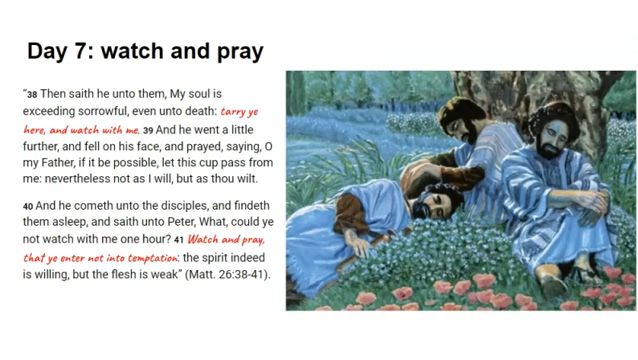 Day 7: watch and pray
“38 Then saith he unto them, My soul is
exceeding sorrowful, even unto death: tarry ye
here, and watch with me. 39 And he went a little
further, and fell on his face, and prayed, saying, O
my Father, if it be possible, let this cup pass from
me: nevertheless not as I will, but as thou wilt.
40 And he cometh unto the disciples, and findeth
them asleep, and saith unto Peter, What, could ye
not watch with me one hour? 41 Watch and pray,
that ye enter not into temptation: the spirit indeed
is willing, but the flesh is weak” (Matt. 26:38-41).